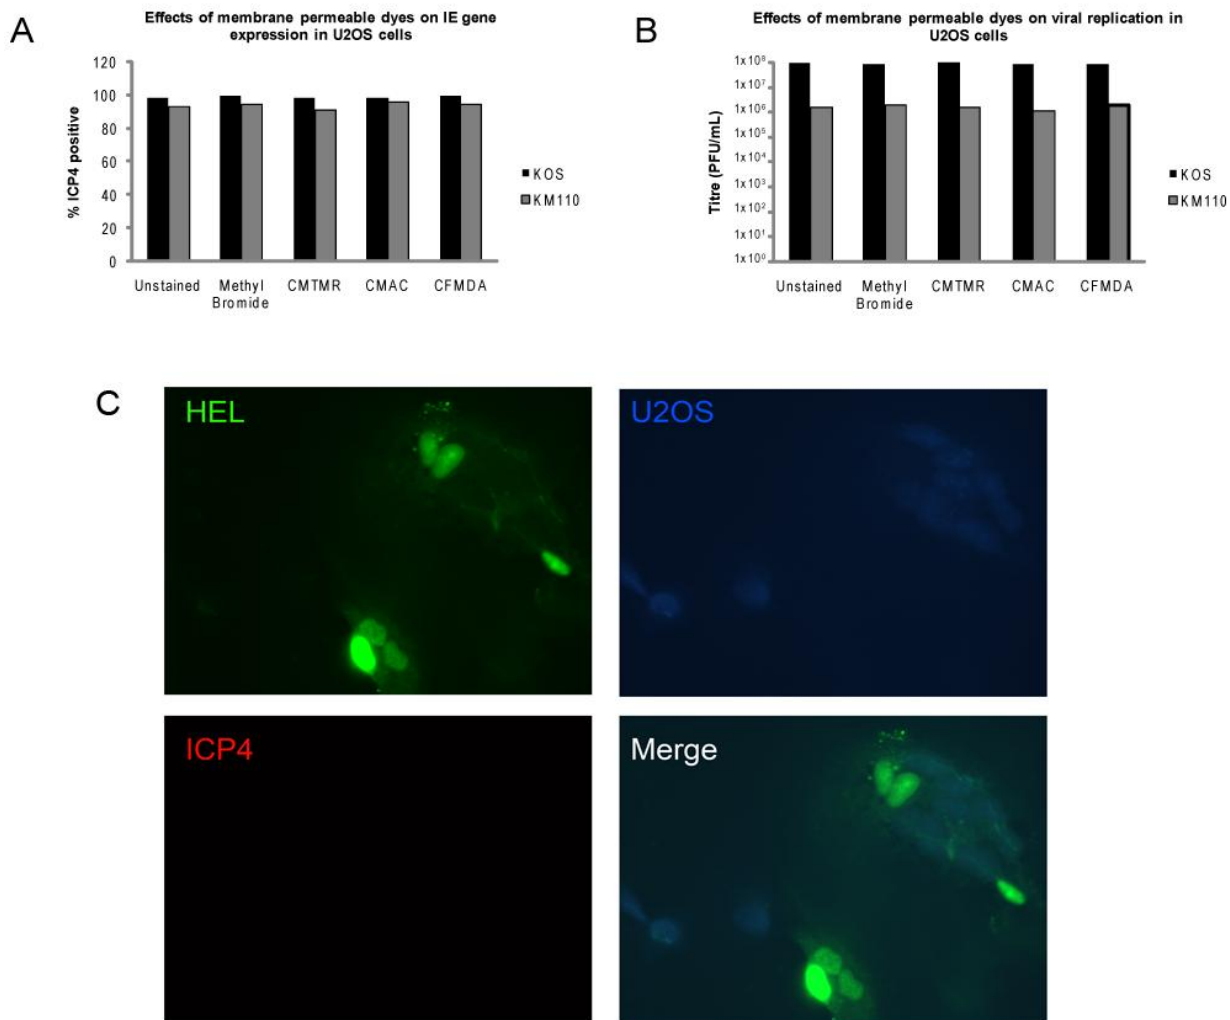 A
Effects of membrane permeable dyes on IE gene
expression in U2OS cells
120
100
80
60
40
20
0
% ICP4 positive
Unstained
Methyl
Bromide
CMTMR
CMAC
CFMDA
KOS
KM110
B
Effects of membrane permeable dyes on viral replication in
U2OS cells
1x10⁸
1x10⁷
1x10⁶
1x10⁵
1x10⁴
1x10³
1x10²
1x10¹
1x10⁰
Titre (PFU/mL)
Unstained
Methyl
Bromide
CMTMR
CMAC
CFMDA
KOS
KM110
C
HEL
U2OS
ICP4
Merge